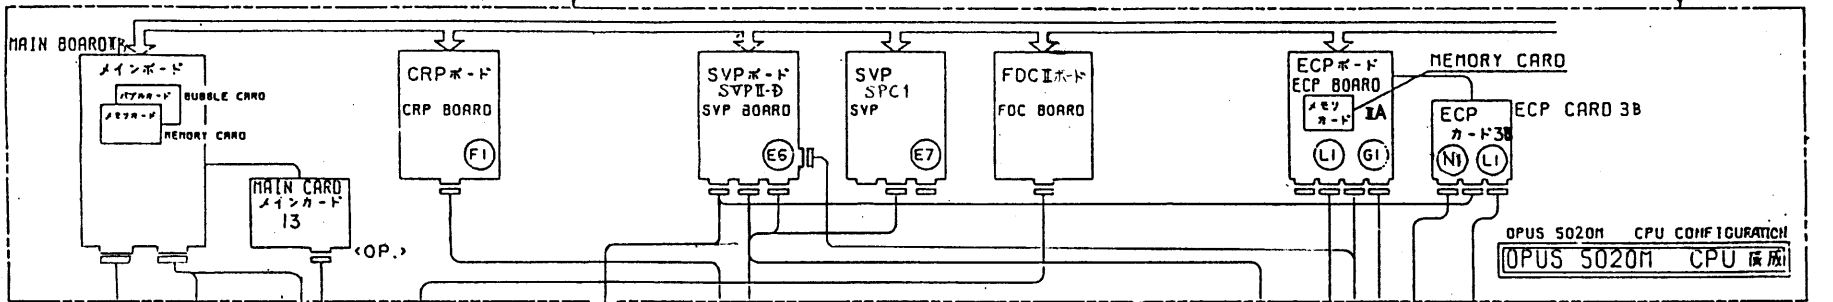 MAIN BOARD
メインボード
バブルカード
BUBBLE CARD
メモリカード
MEMORY CARD
MAIN CARD
メインカード
13
<OP.>
CRPボード
CRP BOARD
F1
SVPボード
SVPⅡ-D
SVP BOARD
E6
SVP
SPC1
SVP
E7
FDCⅡボード
FDC BOARD
ECPボード
ECP BOARD
メモリ
カード
ⅡA
L1
G1
MEMORY CARD
ECP
カード3B
N1
L1
ECP CARD 3B
OPUS 5020M CPU CONFIGURATION
OPUS 5020M CPU